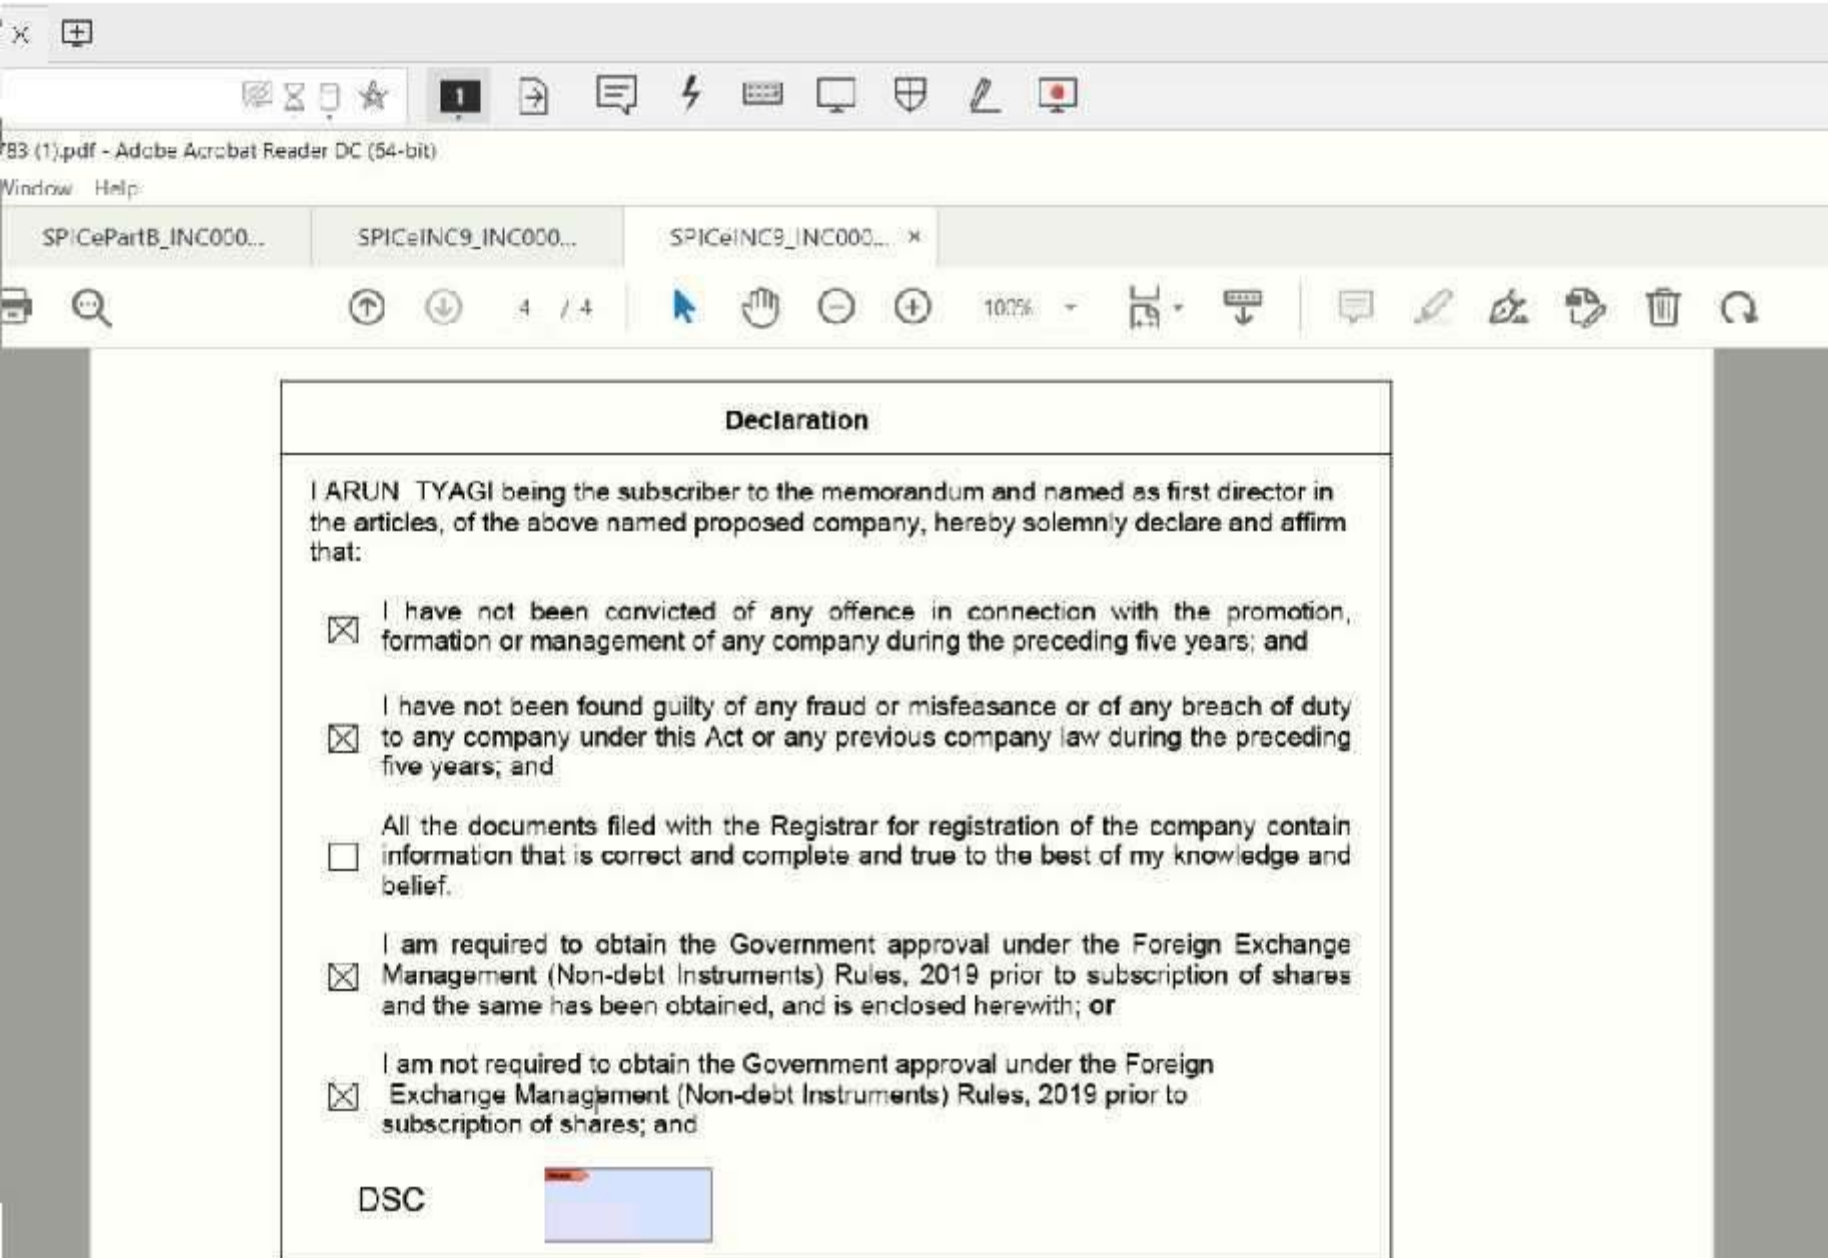 1
783 (1).pdf - Adobe Acrobat Reader DC (64-bit)
Window Help
SPICePartB_INC000... SPICeINC9_INC000... SPICeINC9_INC000... ×
4 / 4 100%
Declaration
I ARUN TYAGI being the subscriber to the memorandum and named as first director in
the articles, of the above named proposed company, hereby solemnly declare and affirm
that:
I have not been convicted of any offence in connection with the promotion,
formation or management of any company during the preceding five years; and
I have not been found guilty of any fraud or misfeasance or of any breach of duty
to any company under this Act or any previous company law during the preceding
five years; and
All the documents filed with the Registrar for registration of the company contain
information that is correct and complete and true to the best of my knowledge and
belief.
I am required to obtain the Government approval under the Foreign Exchange
Management (Non-debt Instruments) Rules, 2019 prior to subscription of shares
and the same has been obtained, and is enclosed herewith; or
I am not required to obtain the Government approval under the Foreign
Exchange Management (Non-debt Instruments) Rules, 2019 prior to
subscription of shares; and
DSC